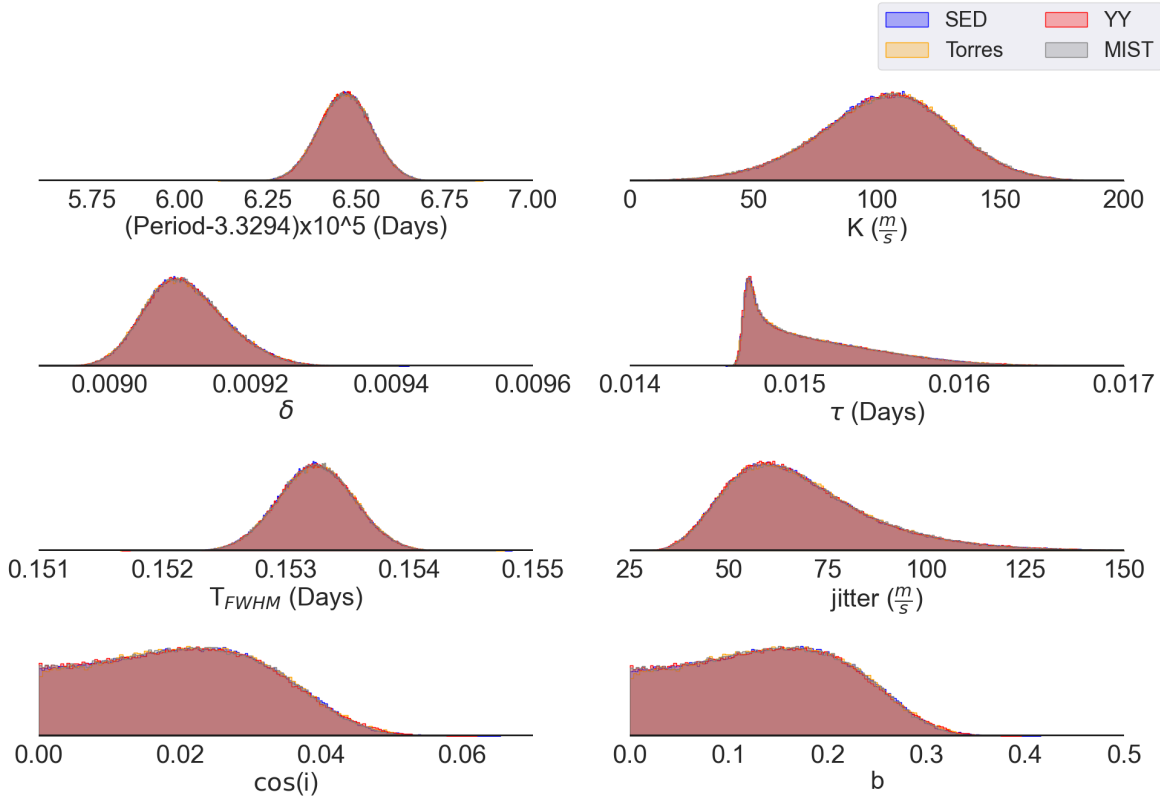 SED YY
Torres MIST
5.75 6.00 6.25 6.50 6.75 7.00
(Period-3.3294)x10^5 (Days)
0 50 100 150 200
K (m/s)
0.0090 0.0092 0.0094 0.0096
δ
0.014 0.015 0.016 0.017
τ (Days)
0.151 0.152 0.153 0.154 0.155
T_FWHM (Days)
25 50 75 100 125 150
jitter (m/s)
0.00 0.02 0.04 0.06
cos(i)
0.0 0.1 0.2 0.3 0.4 0.5
b